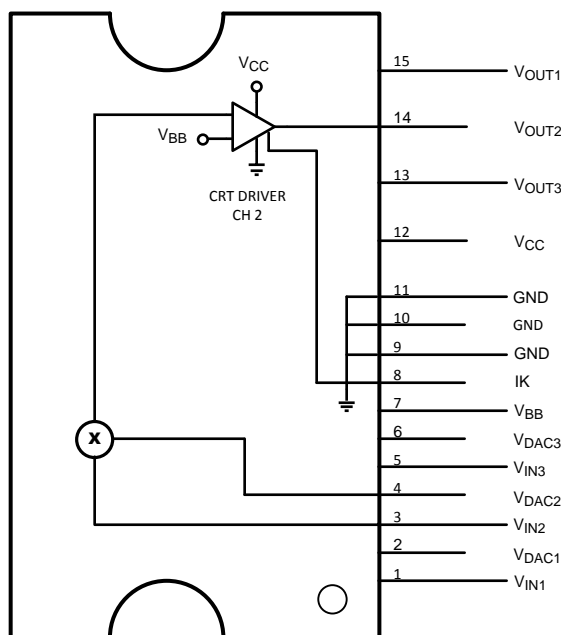 15 VOUT1
VCC
14 VOUT2
VBB
13 VOUT3
CRT DRIVER
CH 2
12 VCC
11 GND
10 GND
9 GND
8 IK
7 VBB
6 VDAC3
X
5 VIN3
4 VDAC2
3 VIN2
2 VDAC1
1 VIN1